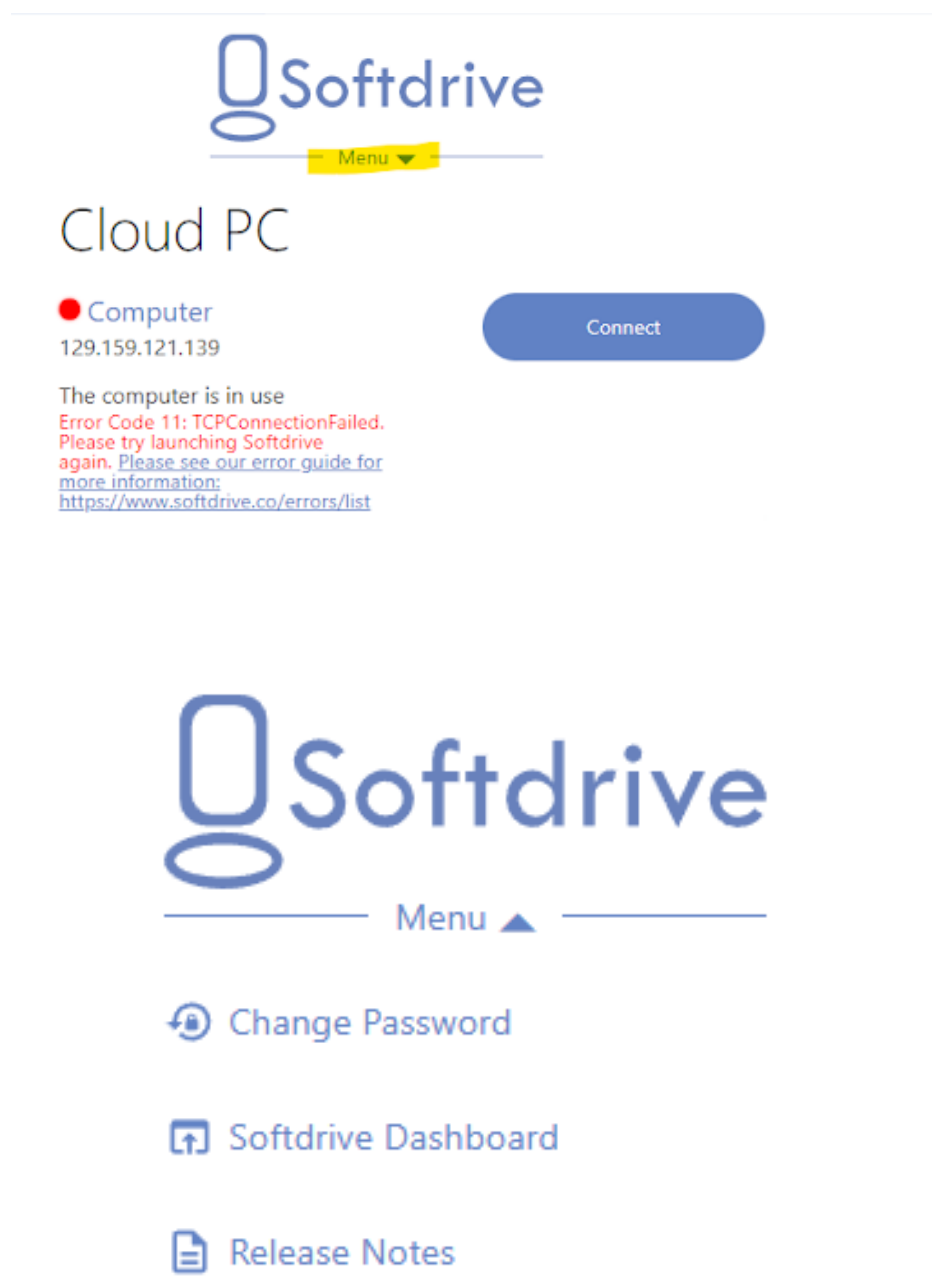 Softdrive
Menu
Cloud PC
Computer
Connect
129.159.121.139
The computer is in use
Error Code 11: TCPConnectionFailed.
Please try launching Softdrive
again. Please see our error guide for
more information:
https://www.softdrive.co/errors/list
Softdrive
Menu
Change Password
Softdrive Dashboard
Release Notes